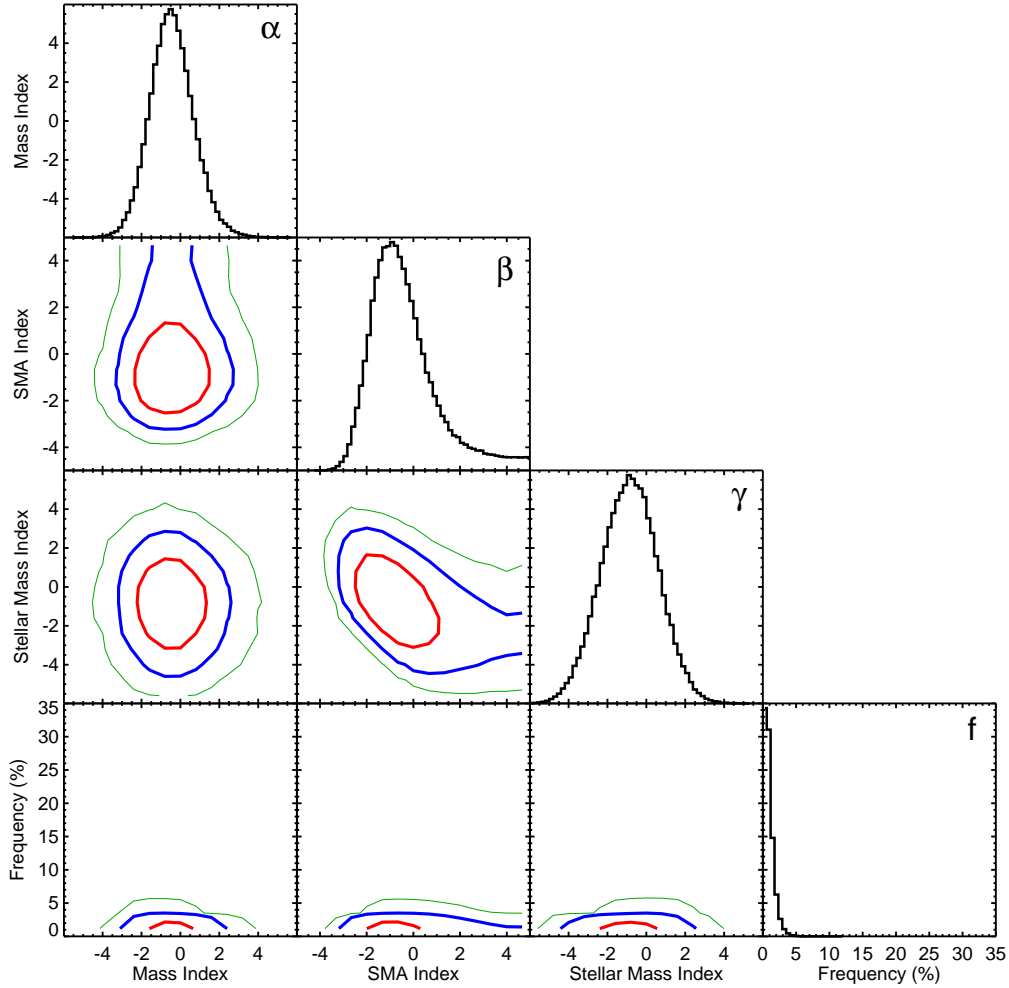 α
Mass Index
4
2
0
-2
-4
β
SMA Index
4
2
0
-2
-4
γ
Stellar Mass Index
4
2
0
-2
-4
f
Frequency (%)
35
30
25
20
15
10
5
0
-4 -2 0 2 4 -4 -2 0 2 4 -4 -2 0 2 4 0 5 10 15 20 25 30 35
Mass Index SMA Index Stellar Mass Index Frequency (%)